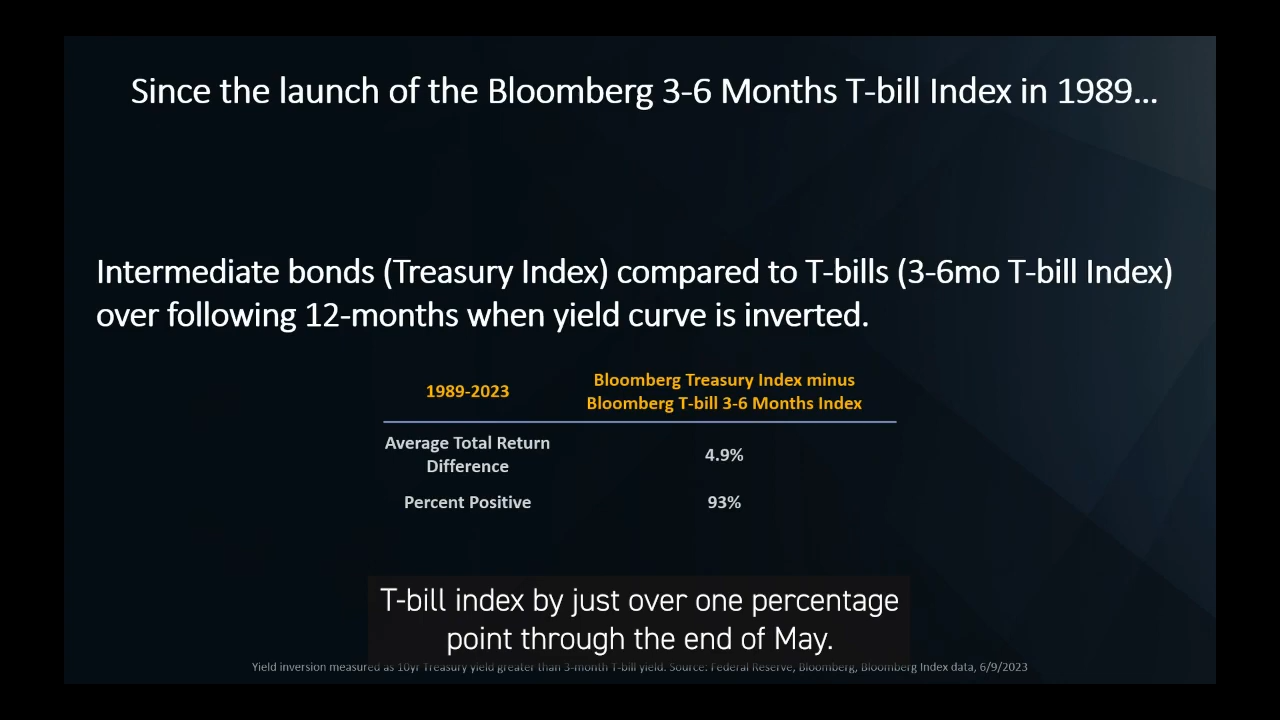 Since the launch of the Bloomberg 3-6 Months T-bill Index in 1989...
Intermediate bonds (Treasury Index) compared to T-bills (3-6mo T-bill Index)
over following 12-months when yield curve is inverted.
1989-2023
Bloomberg Treasury Index minus
Bloomberg T-bill 3-6 Months Index
Average Total Return
Difference
4.9%
Percent Positive
93%
T-bill index by just over one percentage
point through the end of May.
Yield inversion measured as 10yr Treasury yield greater than 3-month T-bill yield. Source: Federal Reserve, Bloomberg, Bloomberg Index data, 6/9/2023